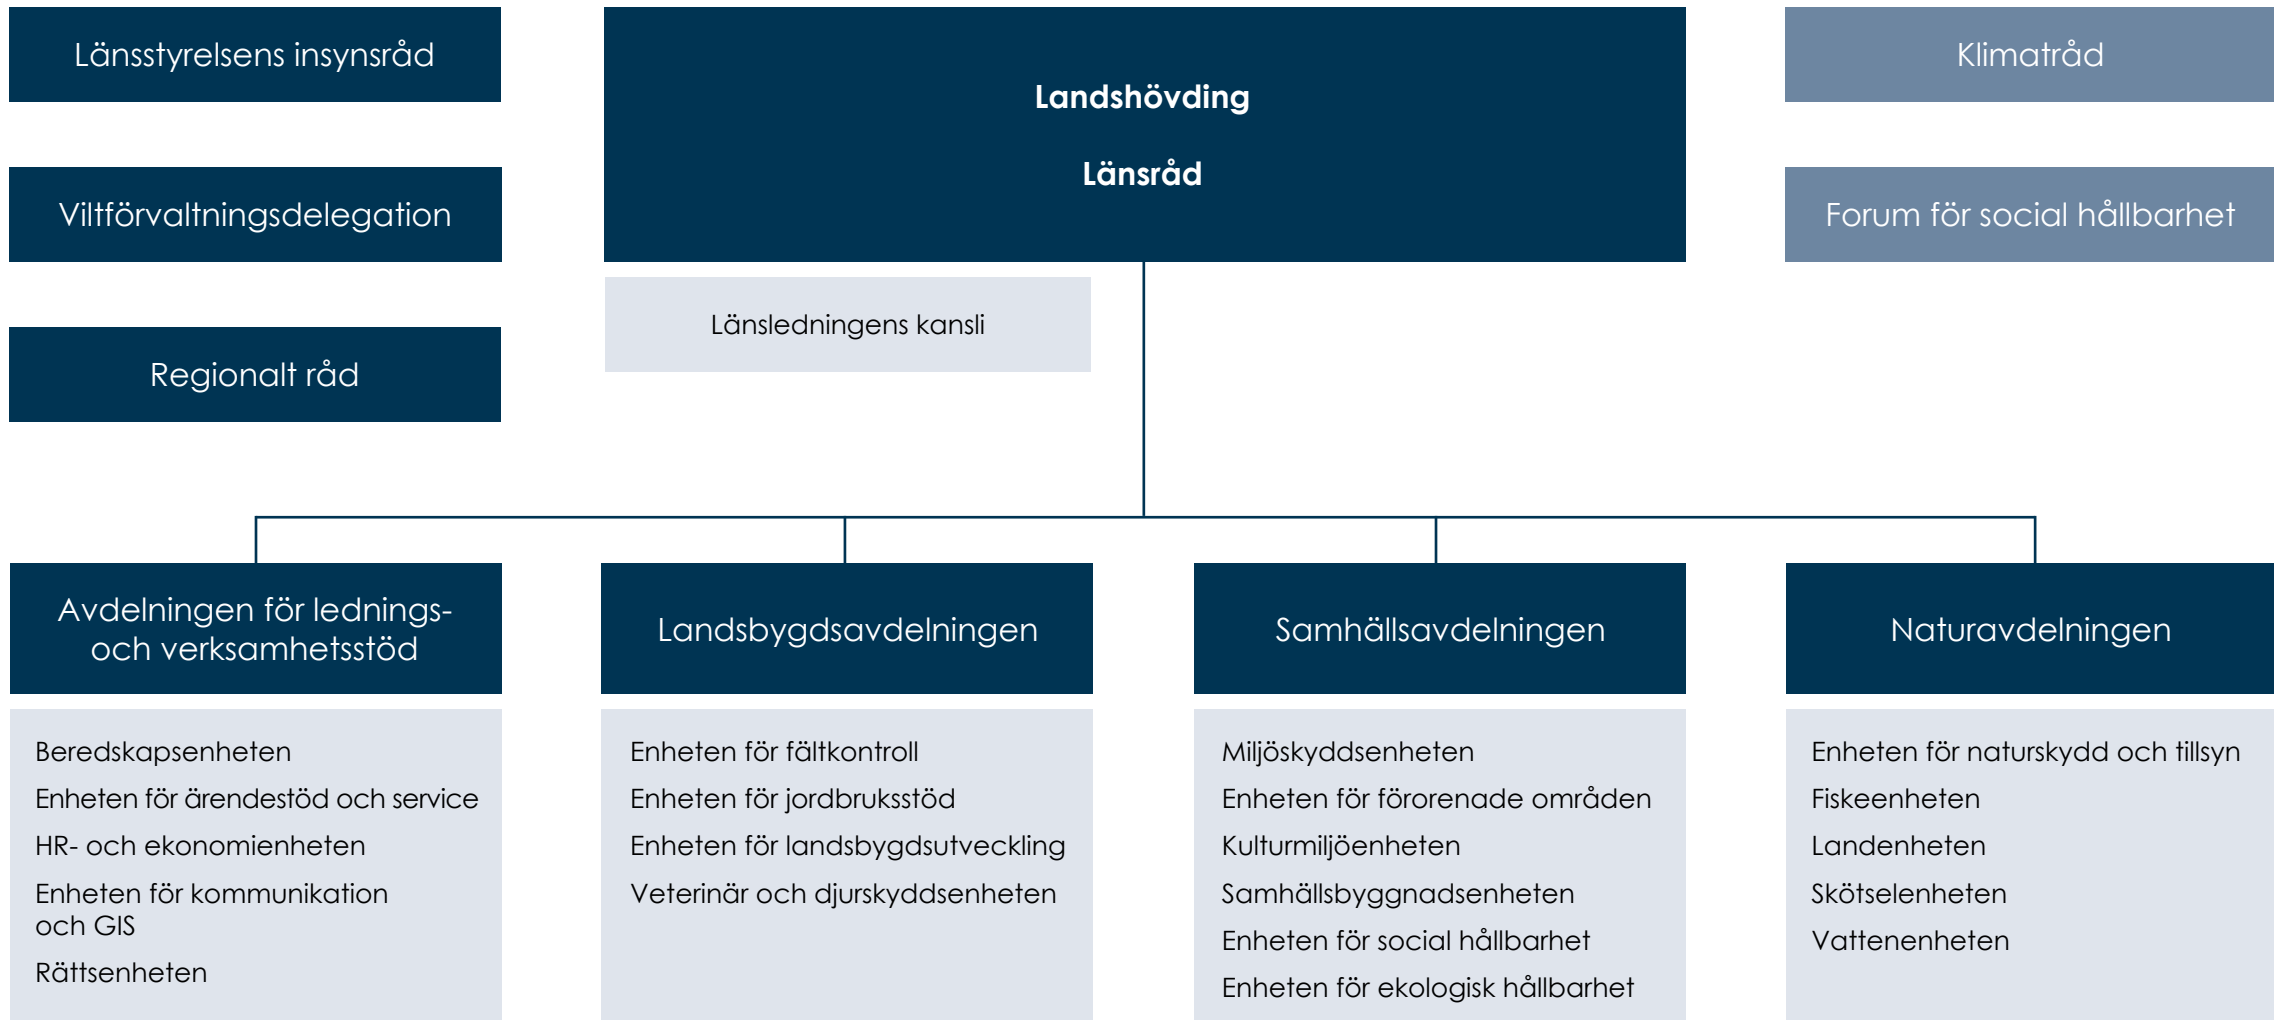 Länsstyrelsens insynsråd
Viltförvaltningsdelegation
Regionalt råd
Landshövding
Länsråd
Länsledningens kansli
Klimatråd
Forum för social hållbarhet
Avdelningen för lednings-
och verksamhetsstöd
Beredskapsenheten
Enheten för ärendestöd och service
HR- och ekonomienheten
Enheten för kommunikation
och GIS
Rättsenheten
Landsbygdsavdelningen
Enheten för fältkontroll
Enheten för jordbruksstöd
Enheten för landsbygdsutveckling
Veterinär och djurskyddsenheten
Samhällsavdelningen
Miljöskyddsenheten
Enheten för förorenade områden
Kulturmiljöenheten
Samhällsbyggnadsenheten
Enheten för social hållbarhet
Enheten för ekologisk hållbarhet
Naturavdelningen
Enheten för naturskydd och tillsyn
Fiskeenheten
Landenheten
Skötselenheten
Vattenenheten